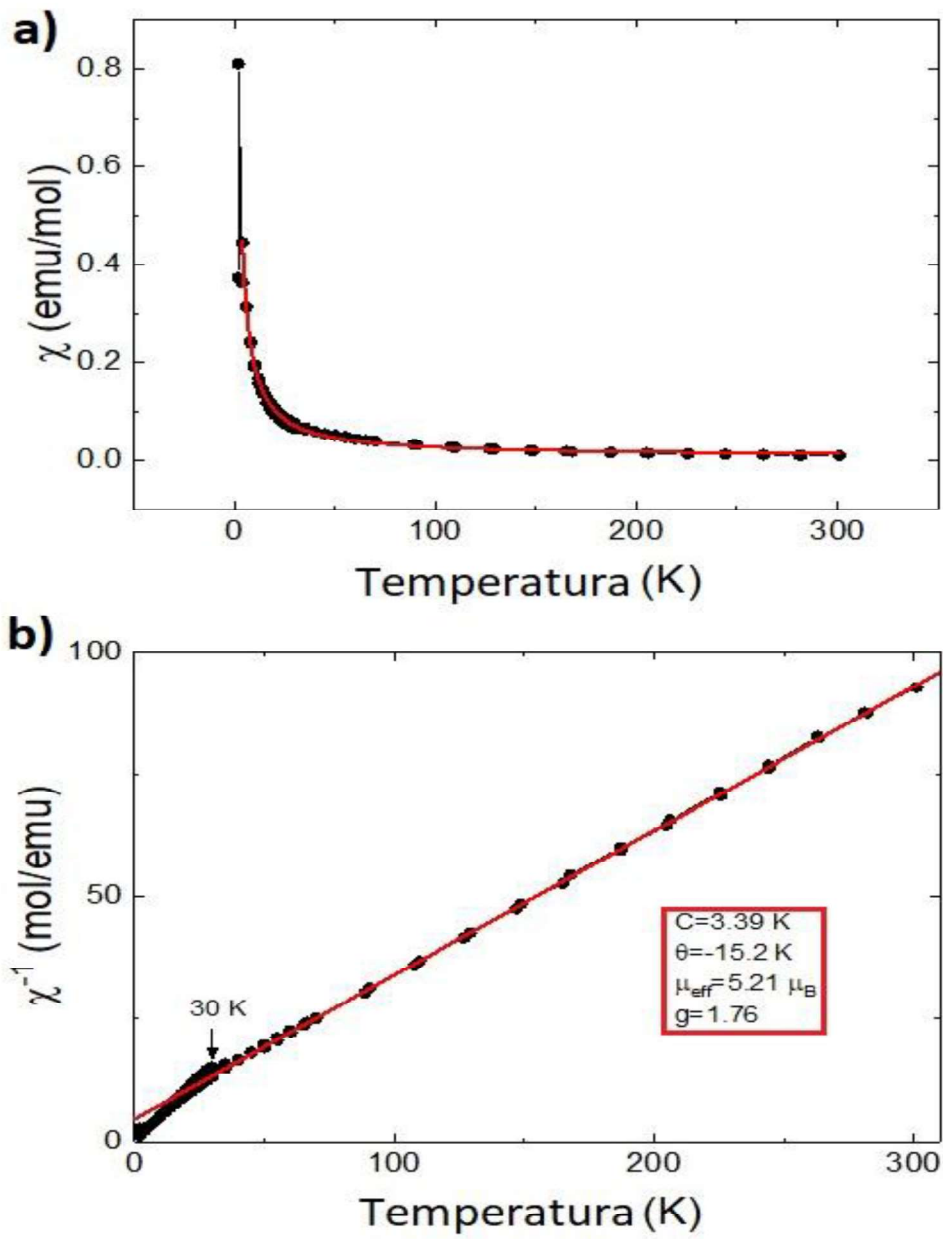 a)
0.8
0.6
0.4
0.2
0.0
χ (emu/mol)
0 100 200 300
Temperatura (K)
b)
100
50
0
χ⁻¹ (mol/emu)
30 K
C=3.39 K
θ=-15.2 K
μeff=5.21 μB
g=1.76
0 100 200 300
Temperatura (K)